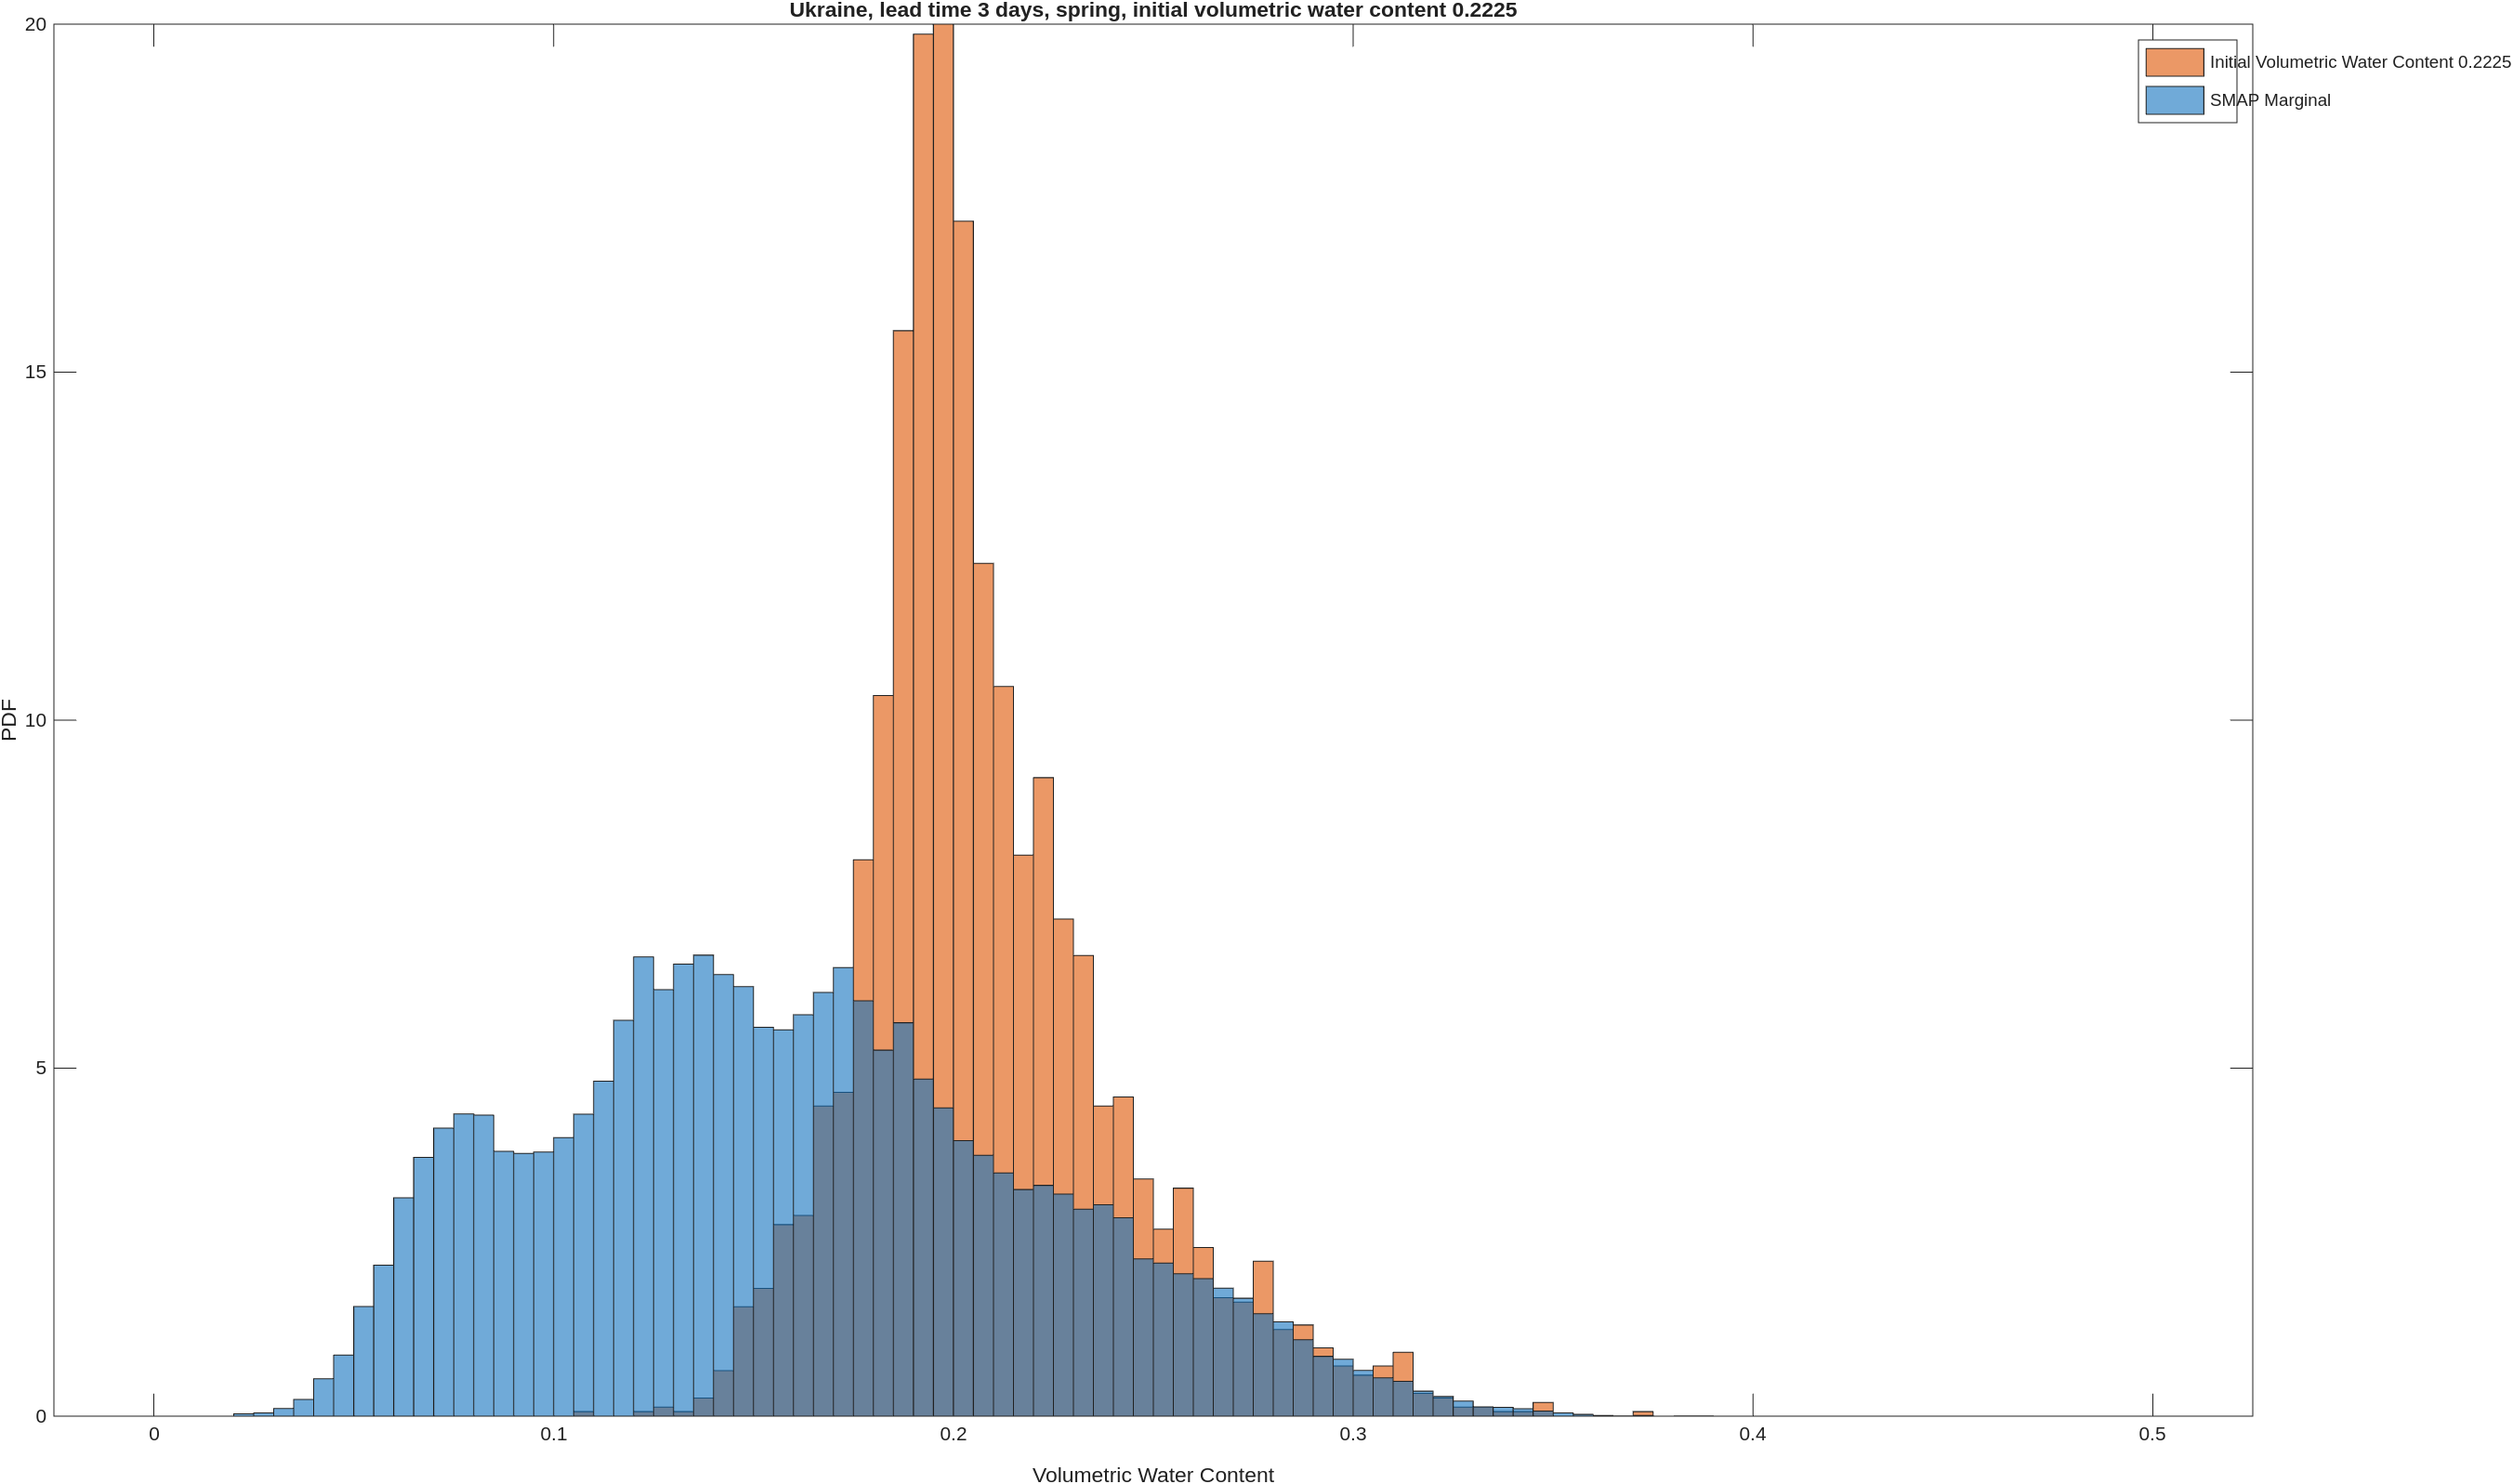 Ukraine, lead time 3 days, spring, initial volumetric water content 0.2225
Initial Volumetric Water Content 0.2225
SMAP Marginal
20
15
10
5
0
PDF
0 0.1 0.2 0.3 0.4 0.5
Volumetric Water Content